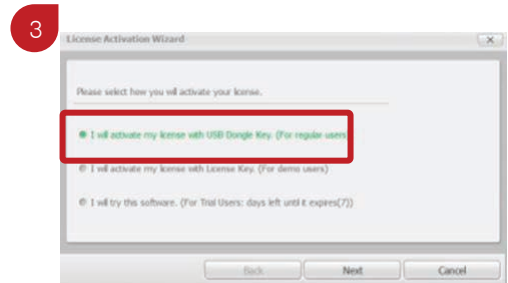 3
License Activation Wizard
Please select how you will activate your license.
I will activate my license with USB Dongle Key. (For regular users)
I will activate my license with License Key. (For demo users)
I will try this software. (For Trial Users: days left until it expires(7))
Back Next Cancel